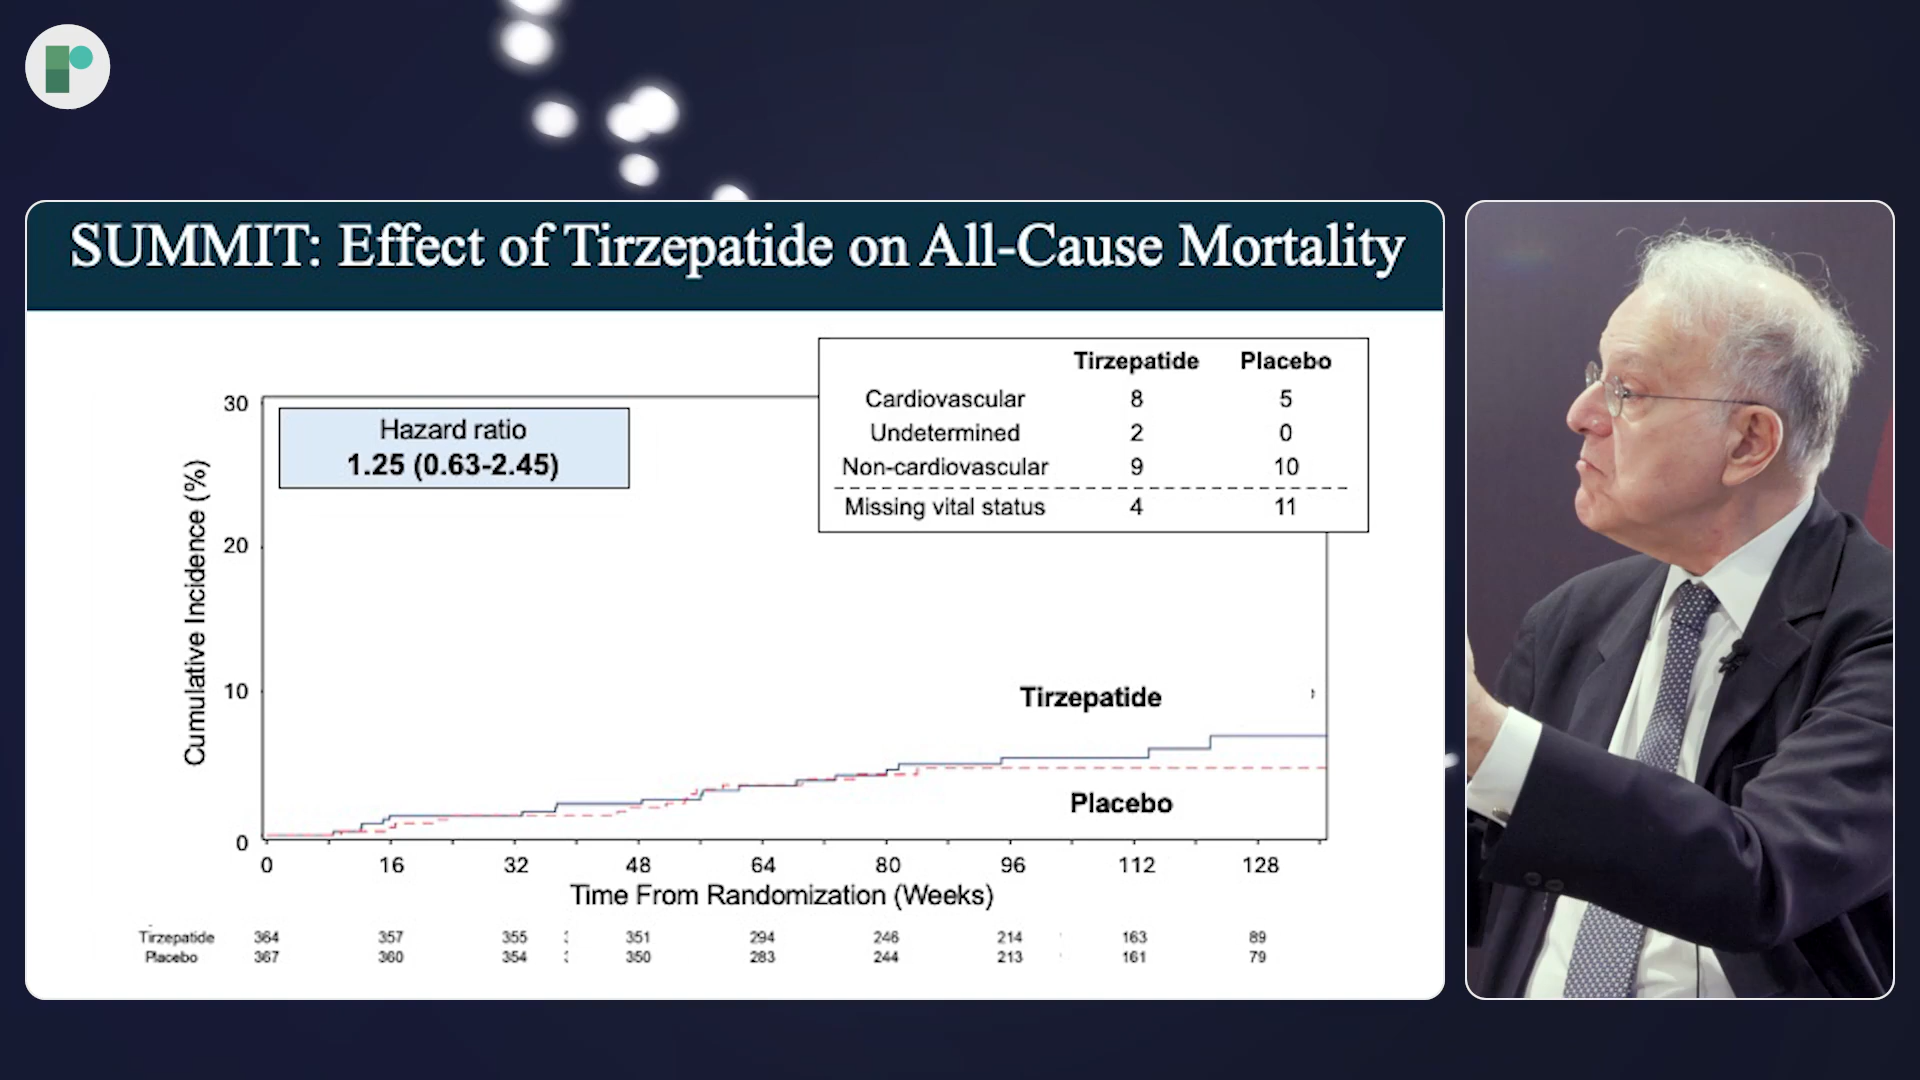 SUMMIT: Effect of Tirzepatide on All-Cause Mortality
Tirzepatide Placebo
Cardiovascular 8 5
Undetermined 2 0
Non-cardiovascular 9 10
Missing vital status 4 11
Hazard ratio
1.25 (0.63-2.45)
Cumulative Incidence (%)
30
20
10
0
Tirzepatide
Placebo
0 16 32 48 64 80 96 112 128
Time From Randomization (Weeks)
Tirzepatide 364 357 355 351 294 246 214 163 89
Placebo 367 360 354 350 283 244 213 161 79